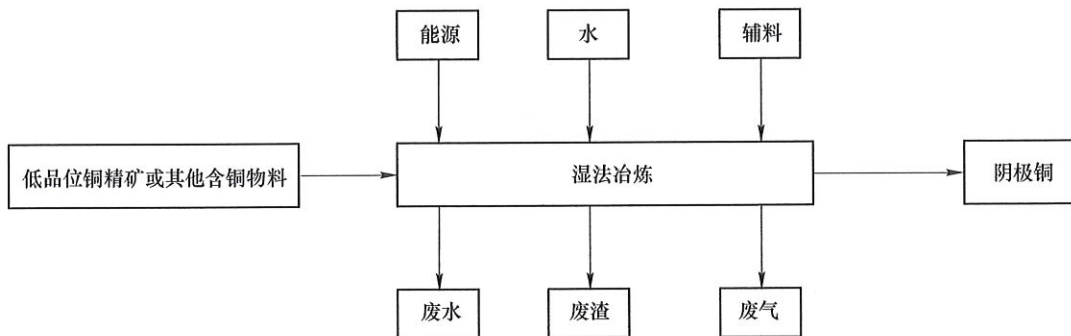 能源
水
辅料
低品位铜精矿或其他含铜物料
湿法冶炼
阴极铜
废水
废渣
废气